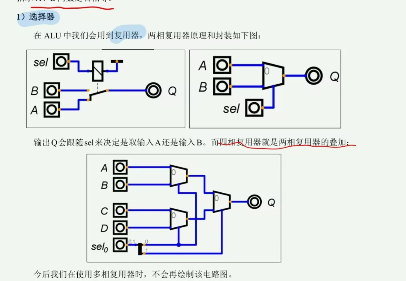 1）选择器
在 ALU 中我们会用到复用器，两相复用器原理和封装如下图：
sel
B
A
Q
A
B
sel
Q
输出Q会跟随sel来决定是取输入A还是输入B。而四相复用器就是两相复用器的叠加：
A
B
C
D
sel₀
Q
今后我们在使用多相复用器时，不会再绘制该电路图。